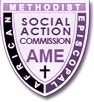 AFRICAN
METHODIST
EPISCOPAL
SOCIAL
ACTION
COMMISSION
AME